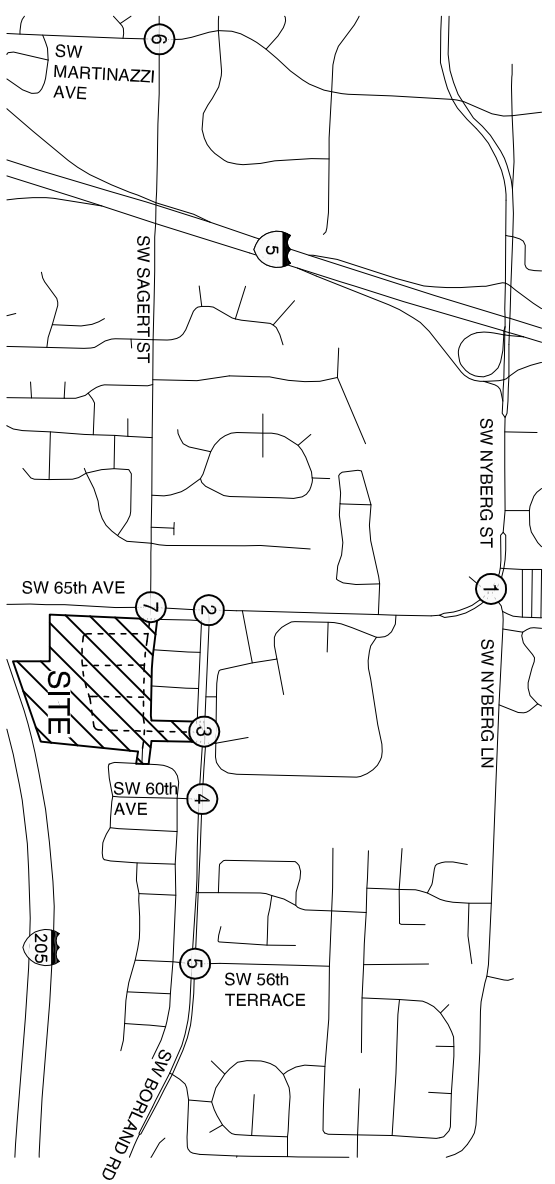 6
SW
MARTINAZZI
AVE
5
SW SAGERT ST
SW NYBERG ST
1
SW 65th AVE
7
2
SW NYBERG LN
SITE
3
SW 60th
AVE
4
205
5
SW 56th
TERRACE
SW BORLAND RD